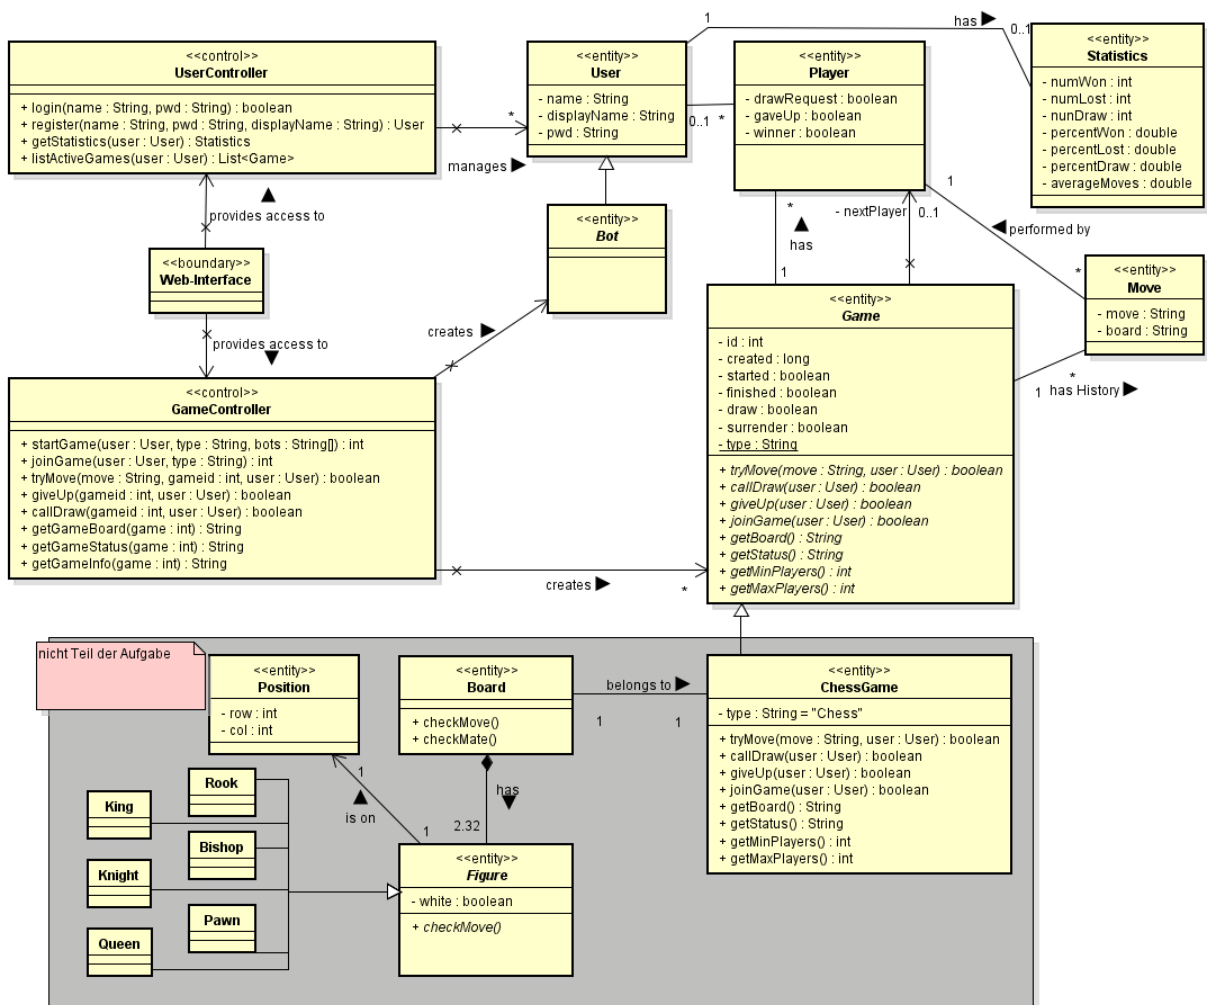 <<control>>
UserController
+ login(name : String, pwd : String) : boolean
+ register(name : String, pwd : String, displayName : String) : User
+ getStatistics(user : User) : Statistics
+ listActiveGames(user : User) : List<Game>
<<entity>>
User
- name : String
- displayName : String
- pwd : String
<<entity>>
Player
- drawRequest : boolean
- gaveUp : boolean
- winner : boolean
1
has
0..1
<<entity>>
Statistics
- numWon : int
- numLost : int
- nunDraw : int
- percentWon : double
- percentLost : double
- percentDraw : double
- averageMoves : double
*
manages
0..1
*
provides access to
<<boundary>>
Web-Interface
provides access to
<<entity>>
Bot
creates
*
has
1
- nextPlayer
0..1
1
performed by
*
<<entity>>
Move
- move : String
- board : String
*
1
has History
<<control>>
GameController
+ startGame(user : User, type : String, bots : String[]) : int
+ joinGame(user : User, type : String) : int
+ tryMove(move : String, gameid : int, user : User) : boolean
+ giveUp(gameid : int, user : User) : boolean
+ callDraw(gameid : int, user : User) : boolean
+ getGameBoard(game : int) : String
+ getGameStatus(game : int) : String
+ getGameInfo(game : int) : String
creates
*
<<entity>>
Game
- id : int
- created : long
- started : boolean
- finished : boolean
- draw : boolean
- surrender : boolean
- type : String
+ tryMove(move : String, user : User) : boolean
+ callDraw(user : User) : boolean
+ giveUp(user : User) : boolean
+ joinGame(user : User) : boolean
+ getBoard() : String
+ getStatus() : String
+ getMinPlayers() : int
+ getMaxPlayers() : int
nicht Teil der Aufgabe
<<entity>>
Position
- row : int
- col : int
<<entity>>
Board
+ checkMove()
+ checkMate()
belongs to
1
1
<<entity>>
ChessGame
- type : String = "Chess"
+ tryMove(move : String, user : User) : boolean
+ callDraw(user : User) : boolean
+ giveUp(user : User) : boolean
+ joinGame(user : User) : boolean
+ getBoard() : String
+ getStatus() : String
+ getMinPlayers() : int
+ getMaxPlayers() : int
1
is on
1
has
2.32
Rook
King
Bishop
Knight
Pawn
Queen
<<entity>>
Figure
- white : boolean
+ checkMove()